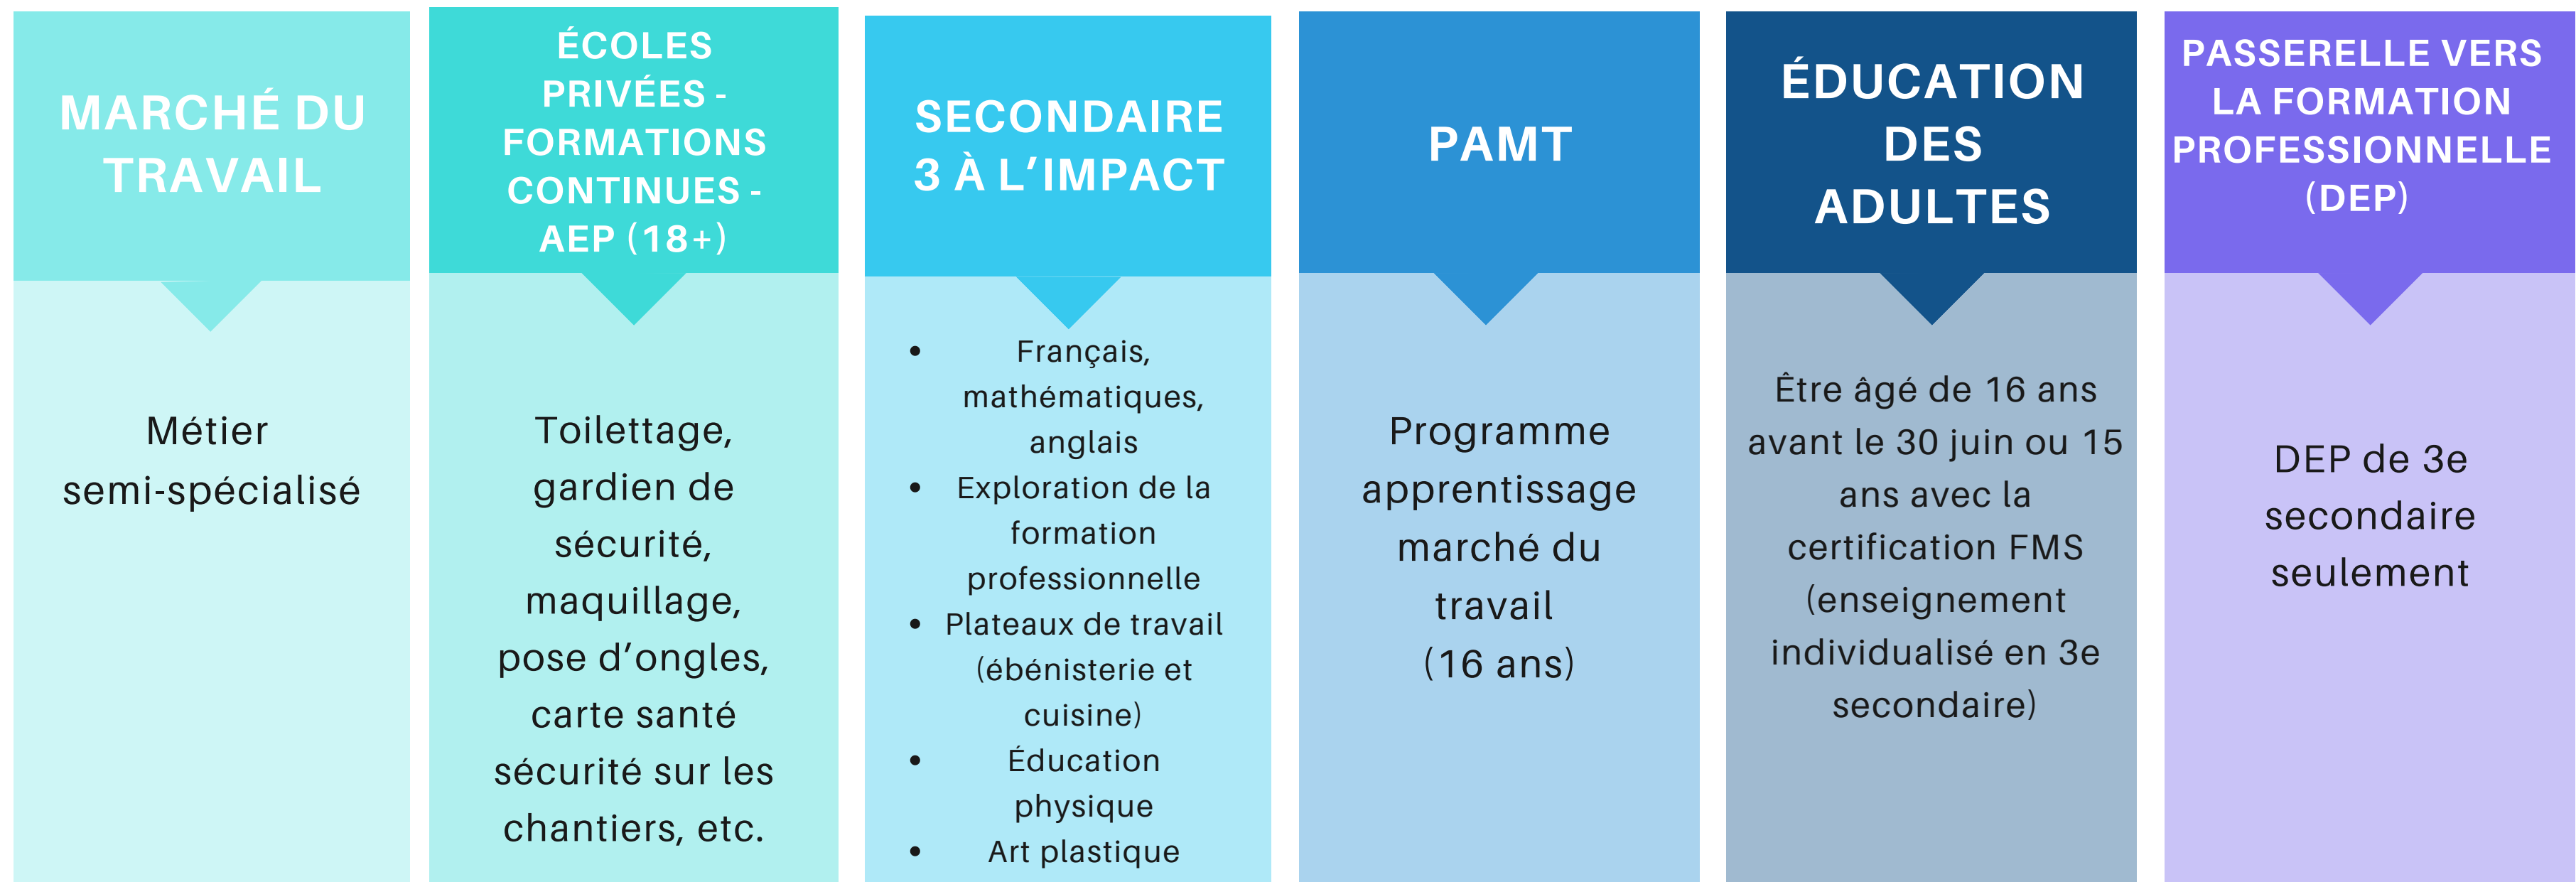 MARCHÉ DU
TRAVAIL
Métier
semi-spécialisé
ÉCOLES
PRIVÉES -
FORMATIONS
CONTINUES -
AEP (18+)
Toilettage,
gardien de
sécurité,
maquillage,
pose d’ongles,
carte santé
sécurité sur les
chantiers, etc.
SECONDAIRE
3 À L’IMPACT
• Français,
mathématiques,
anglais
• Exploration de la
formation
professionnelle
• Plateaux de travail
(ébénisterie et
cuisine)
• Éducation
physique
• Art plastique
PAMT
Programme
apprentissage
marché du
travail
(16 ans)
ÉDUCATION
DES
ADULTES
Être âgé de 16 ans
avant le 30 juin ou 15
ans avec la
certification FMS
(enseignement
individualisé en 3e
secondaire)
PASSERELLE VERS
LA FORMATION
PROFESSIONNELLE
(DEP)
DEP de 3e
secondaire
seulement